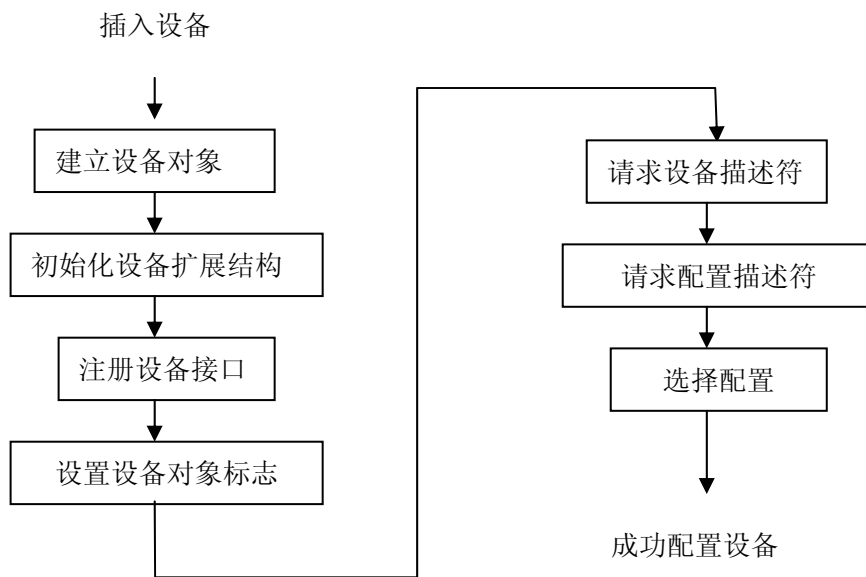 插入设备
建立设备对象
初始化设备扩展结构
注册设备接口
设置设备对象标志
请求设备描述符
请求配置描述符
选择配置
成功配置设备